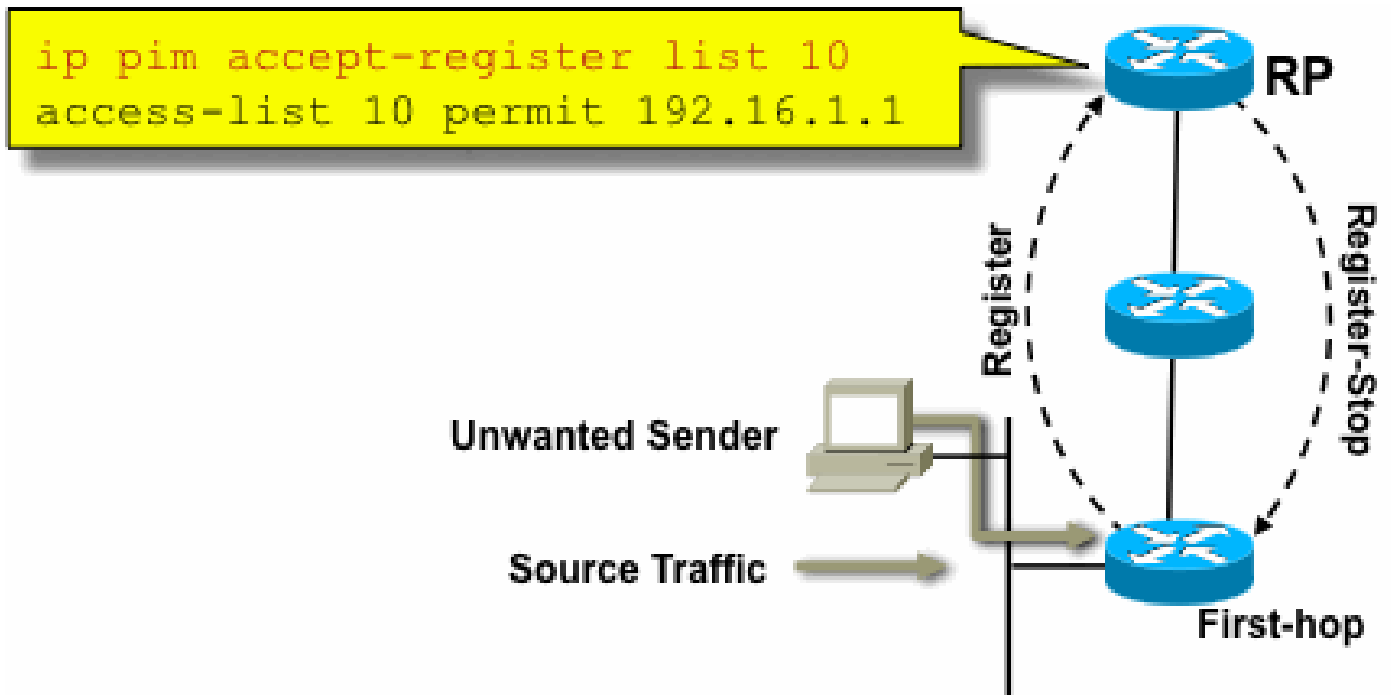 ip pim accept-register list 10
access-list 10 permit 192.16.1.1
RP
Register
Register-Stop
Unwanted Sender
Source Traffic
First-hop